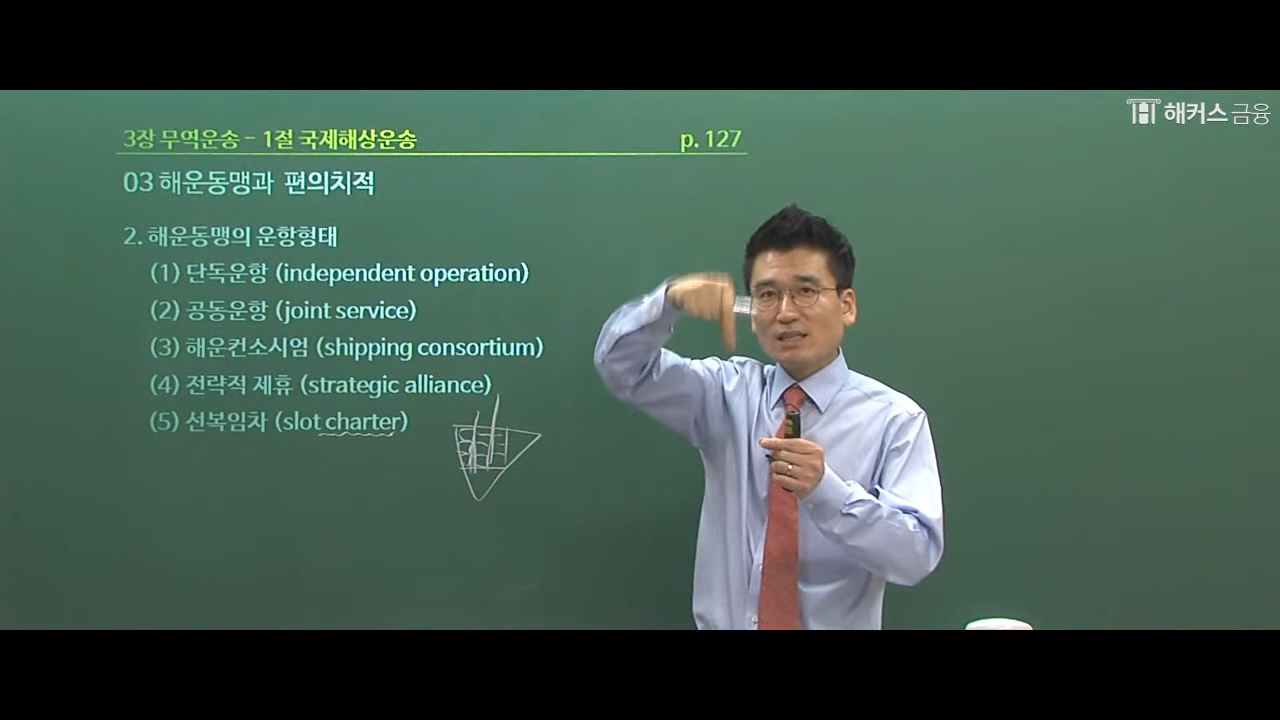 해커스 금융
3장 무역운송 - 1절 국제해상운송 p. 127
03 해운동맹과 편의치적
2. 해운동맹의 운항형태
(1) 단독운항 (independent operation)
(2) 공동운항 (joint service)
(3) 해운컨소시엄 (shipping consortium)
(4) 전략적 제휴 (strategic alliance)
(5) 선복임차 (slot charter)